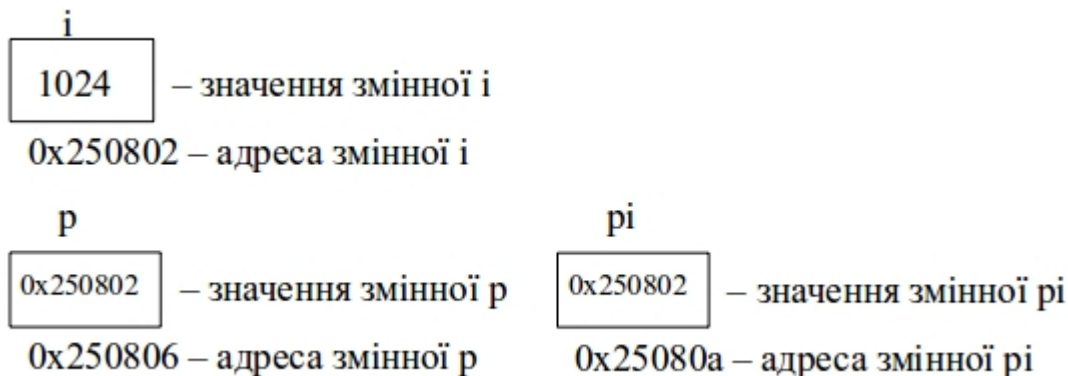 i
1024 – значення змінної i
0x250802 – адреса змінної i
p pi
0x250802 – значення змінної p 0x250802 – значення змінної pi
0x250806 – адреса змінної p 0x25080a – адреса змінної pi